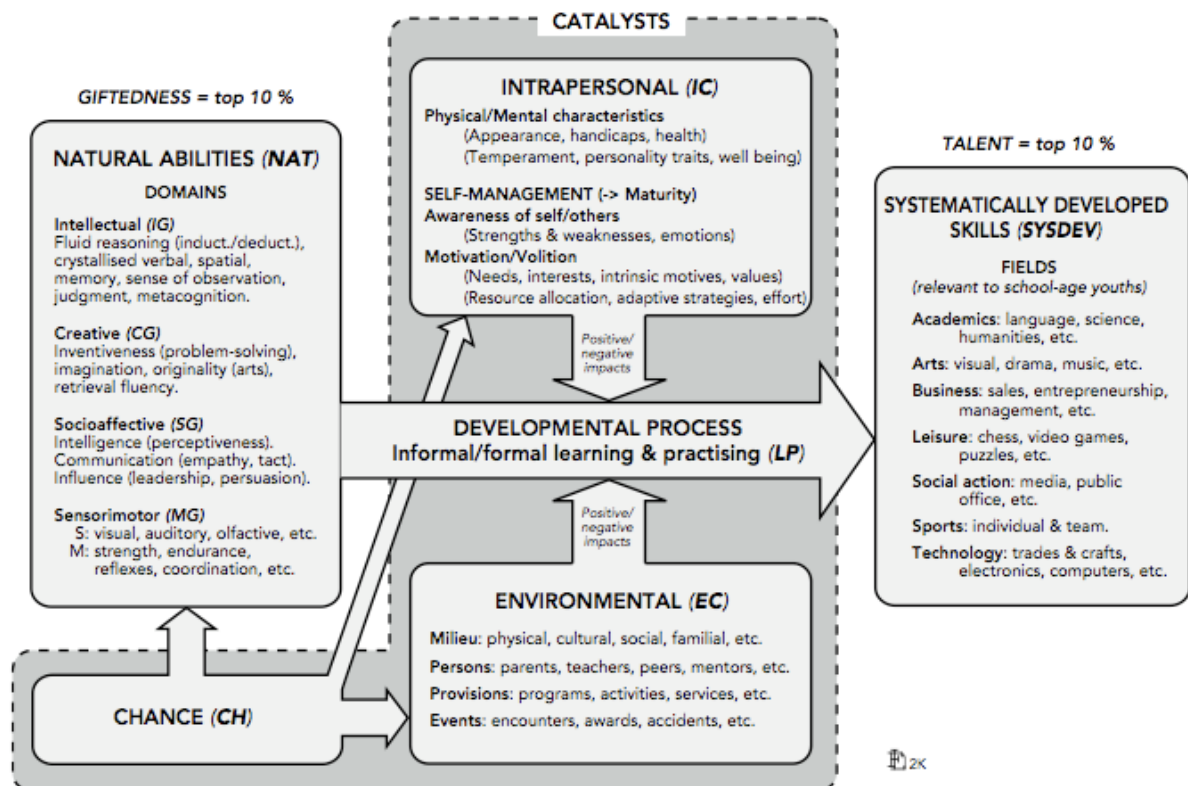 CATALYSTS
GIFTEDNESS = top 10 %
NATURAL ABILITIES (NAT)
DOMAINS
Intellectual (IG)
Fluid reasoning (induct./deduct.),
crystallised verbal, spatial,
memory, sense of observation,
judgment, metacognition.
Creative (CG)
Inventiveness (problem-solving),
imagination, originality (arts),
retrieval fluency.
Socioaffective (SG)
Intelligence (perceptiveness).
Communication (empathy, tact).
Influence (leadership, persuasion).
Sensorimotor (MG)
S: visual, auditory, olfactive, etc.
M: strength, endurance,
reflexes, coordination, etc.
CHANCE (CH)
INTRAPERSONAL (IC)
Physical/Mental characteristics
(Appearance, handicaps, health)
(Temperament, personality traits, well being)
SELF-MANAGEMENT (-> Maturity)
Awareness of self/others
(Strengths & weaknesses, emotions)
Motivation/Volition
(Needs, interests, intrinsic motives, values)
(Resource allocation, adaptive strategies, effort)
Positive/
negative
impacts
DEVELOPMENTAL PROCESS
Informal/formal learning & practising (LP)
Positive/
negative
impacts
ENVIRONMENTAL (EC)
Milieu: physical, cultural, social, familial, etc.
Persons: parents, teachers, peers, mentors, etc.
Provisions: programs, activities, services, etc.
Events: encounters, awards, accidents, etc.
TALENT = top 10 %
SYSTEMATICALLY DEVELOPED
SKILLS (SYSDEV)
FIELDS
(relevant to school-age youths)
Academics: language, science,
humanities, etc.
Arts: visual, drama, music, etc.
Business: sales, entrepreneurship,
management, etc.
Leisure: chess, video games,
puzzles, etc.
Social action: media, public
office, etc.
Sports: individual & team.
Technology: trades & crafts,
electronics, computers, etc.
2K